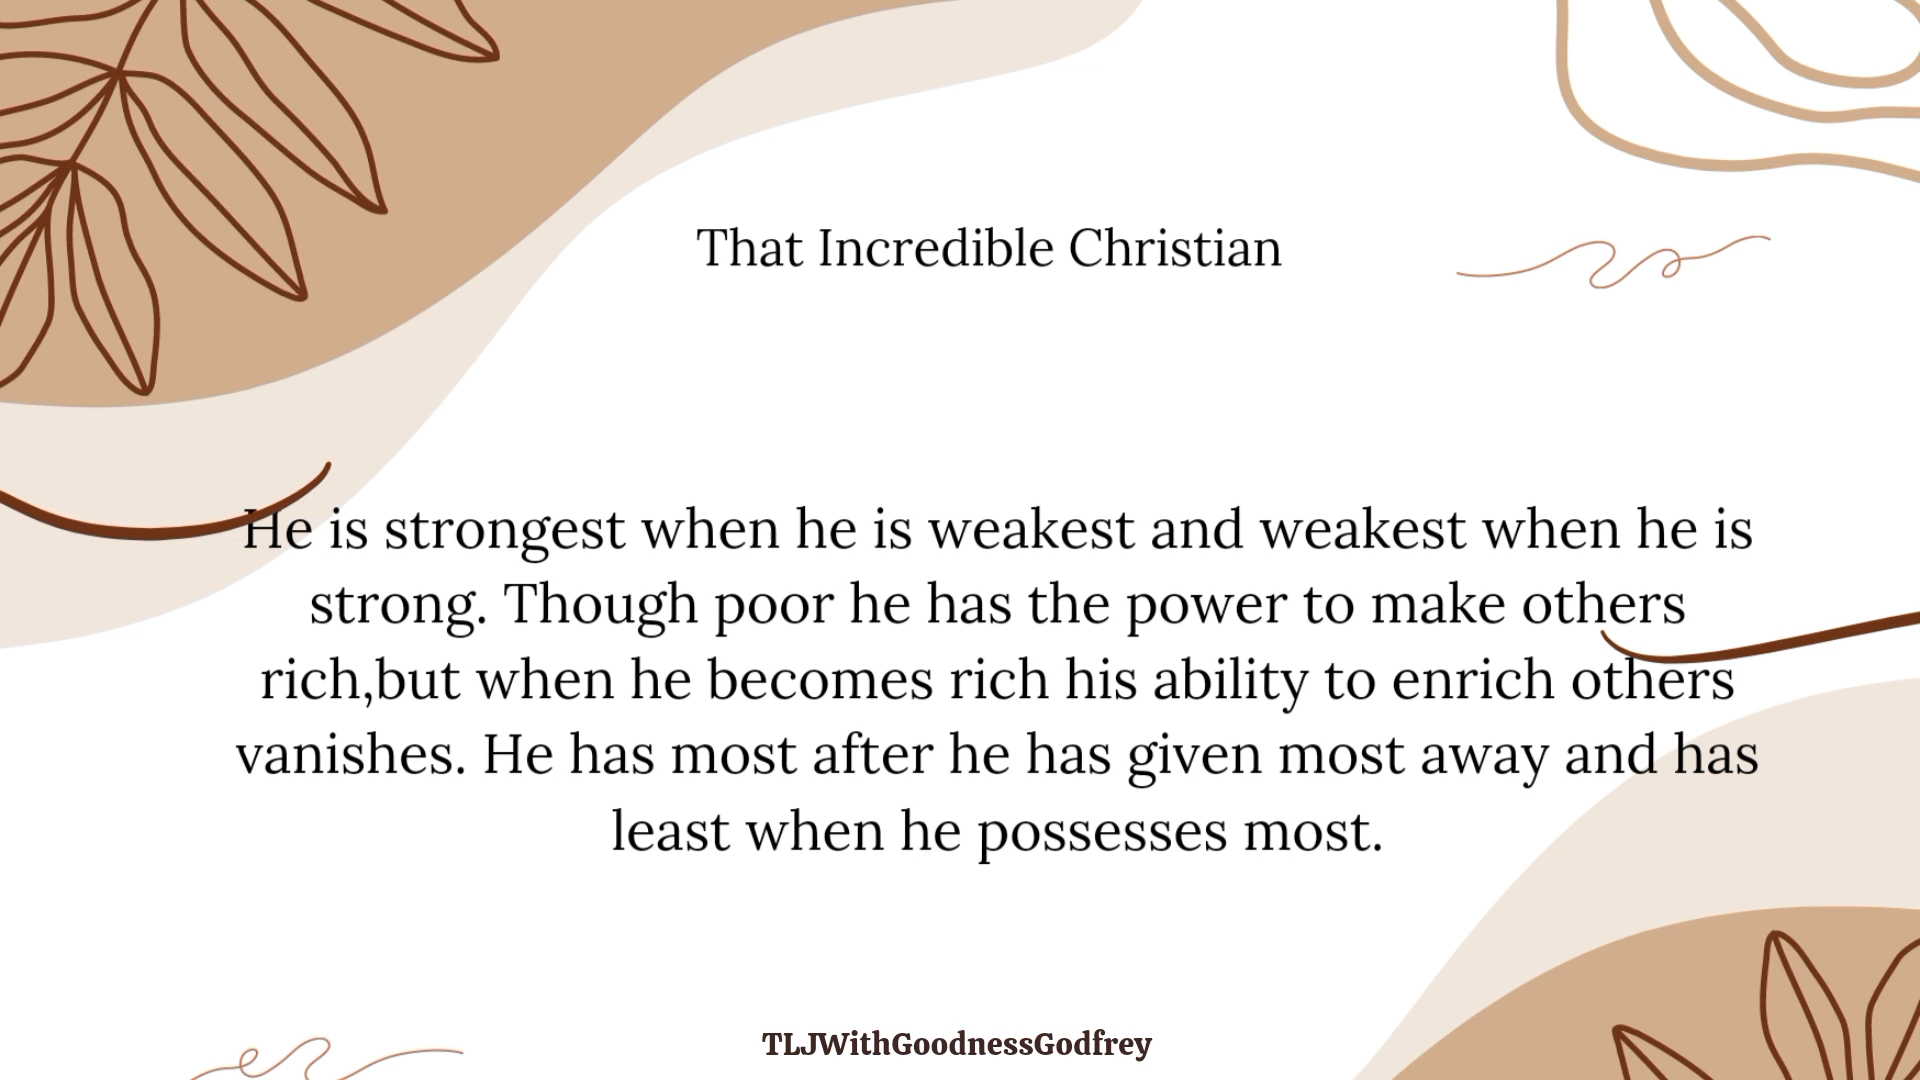 That Incredible Christian
He is strongest when he is weakest and weakest when he is
strong. Though poor he has the power to make others
rich,but when he becomes rich his ability to enrich others
vanishes. He has most after he has given most away and has
least when he possesses most.
TLJWithGoodnessGodfrey